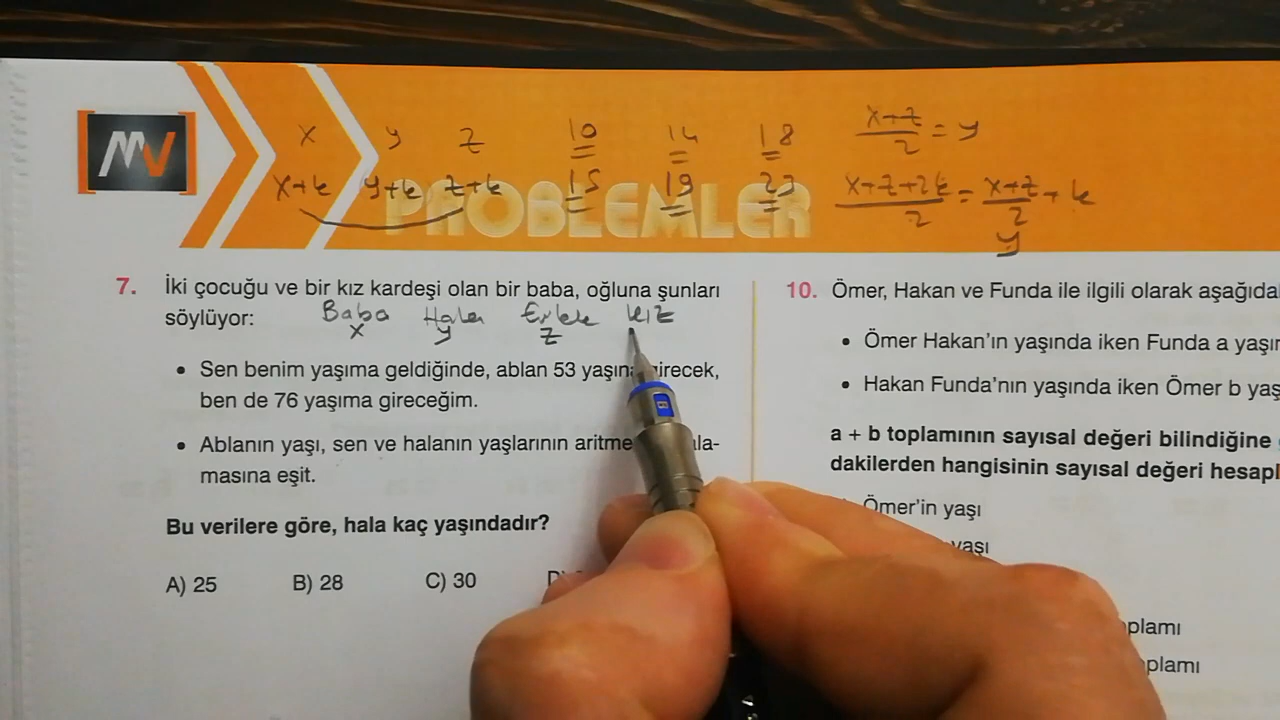 MV
x y z 10 14 18 x+z/2 = y
x+k y+k z+k 15 19 23 x+z+2k/2 = x+z/2 + k
y
PROBLEMLER
7. İki çocuğu ve bir kız kardeşi olan bir baba, oğluna şunları
söylüyor:
Baba Hala Erkek Kız
x y z
• Sen benim yaşıma geldiğinde, ablan 53 yaşına girecek,
ben de 76 yaşıma gireceğim.
• Ablanın yaşı, sen ve halanın yaşlarının aritme
masına eşit.
Bu verilere göre, hala kaç yaşındadır?
A) 25 B) 28 C) 30
10. Ömer, Hakan ve Funda ile ilgili olarak aşağıda
• Ömer Hakan'ın yaşında iken Funda a yaşın
• Hakan Funda'nın yaşında iken Ömer b yaş
a + b toplamının sayısal değeri bilindiğine
dakilerden hangisinin sayısal değeri hesapl
Ömer'in yaşı
yaşı
oplamı
oplamı